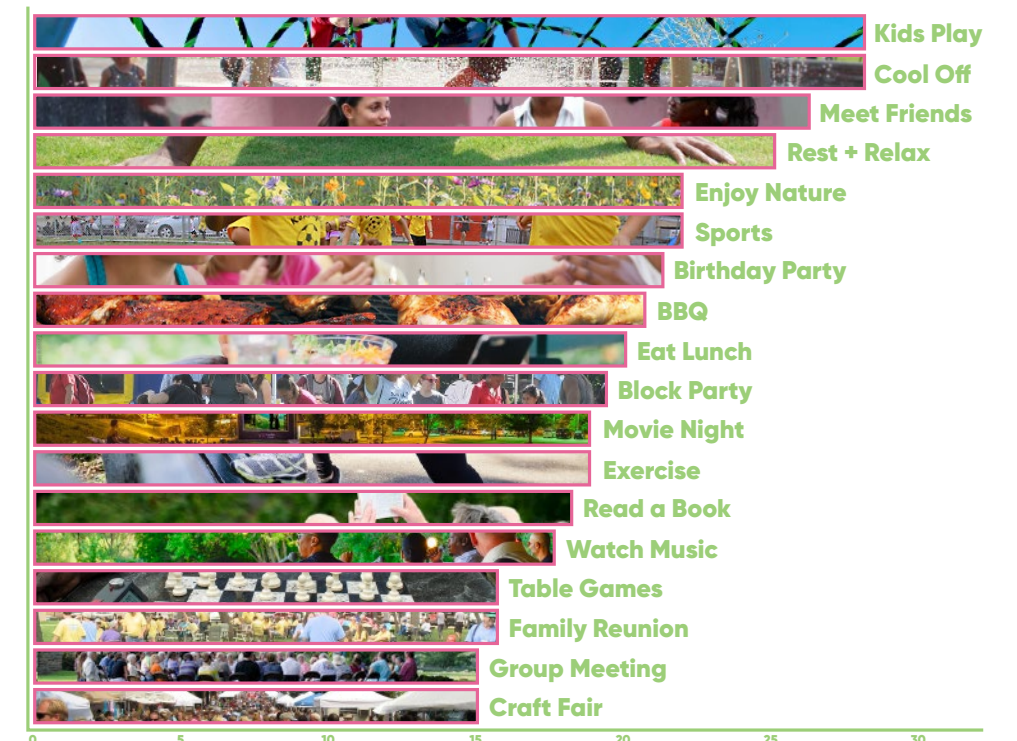 Kids Play
Cool Off
Meet Friends
Rest + Relax
Enjoy Nature
Sports
Birthday Party
BBQ
Eat Lunch
Block Party
Movie Night
Exercise
Read a Book
Watch Music
Table Games
Family Reunion
Group Meeting
Craft Fair
0 5 10 15 20 25 30